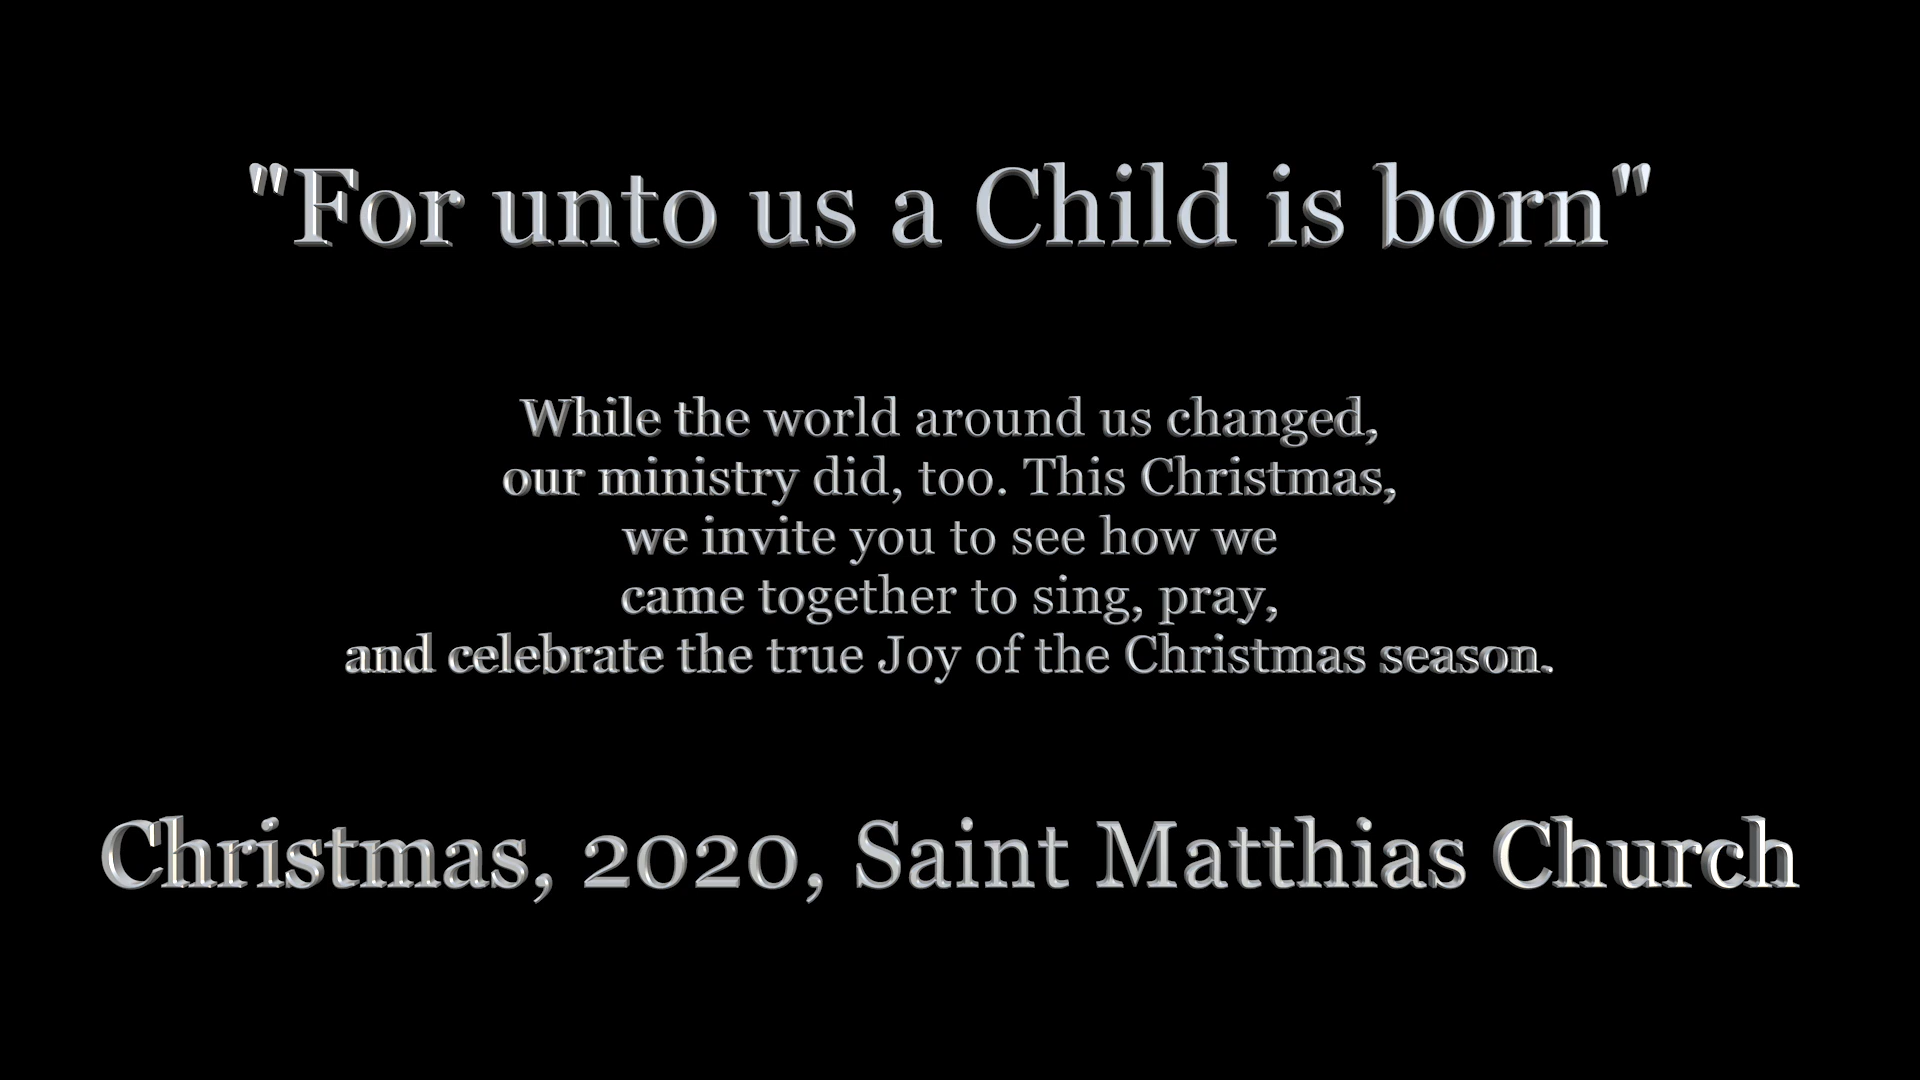 "For unto us a Child is born"
While the world around us changed,
our ministry did, too. This Christmas,
we invite you to see how we
came together to sing, pray,
and celebrate the true Joy of the Christmas season.
Christmas, 2020, Saint Matthias Church